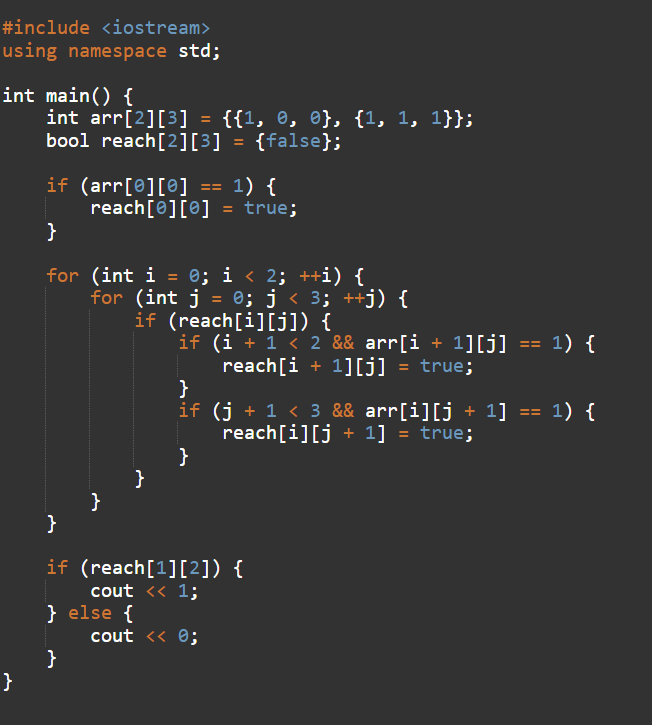 #include <iostream>
using namespace std;

int main() {
    int arr[2][3] = {{1, 0, 0}, {1, 1, 1}};
    bool reach[2][3] = {false};

    if (arr[0][0] == 1) {
        reach[0][0] = true;
    }

    for (int i = 0; i < 2; ++i) {
        for (int j = 0; j < 3; ++j) {
            if (reach[i][j]) {
                if (i + 1 < 2 && arr[i + 1][j] == 1) {
                    reach[i + 1][j] = true;
                }
                if (j + 1 < 3 && arr[i][j + 1] == 1) {
                    reach[i][j + 1] = true;
                }
            }
        }
    }

    if (reach[1][2]) {
        cout << 1;
    } else {
        cout << 0;
    }
}